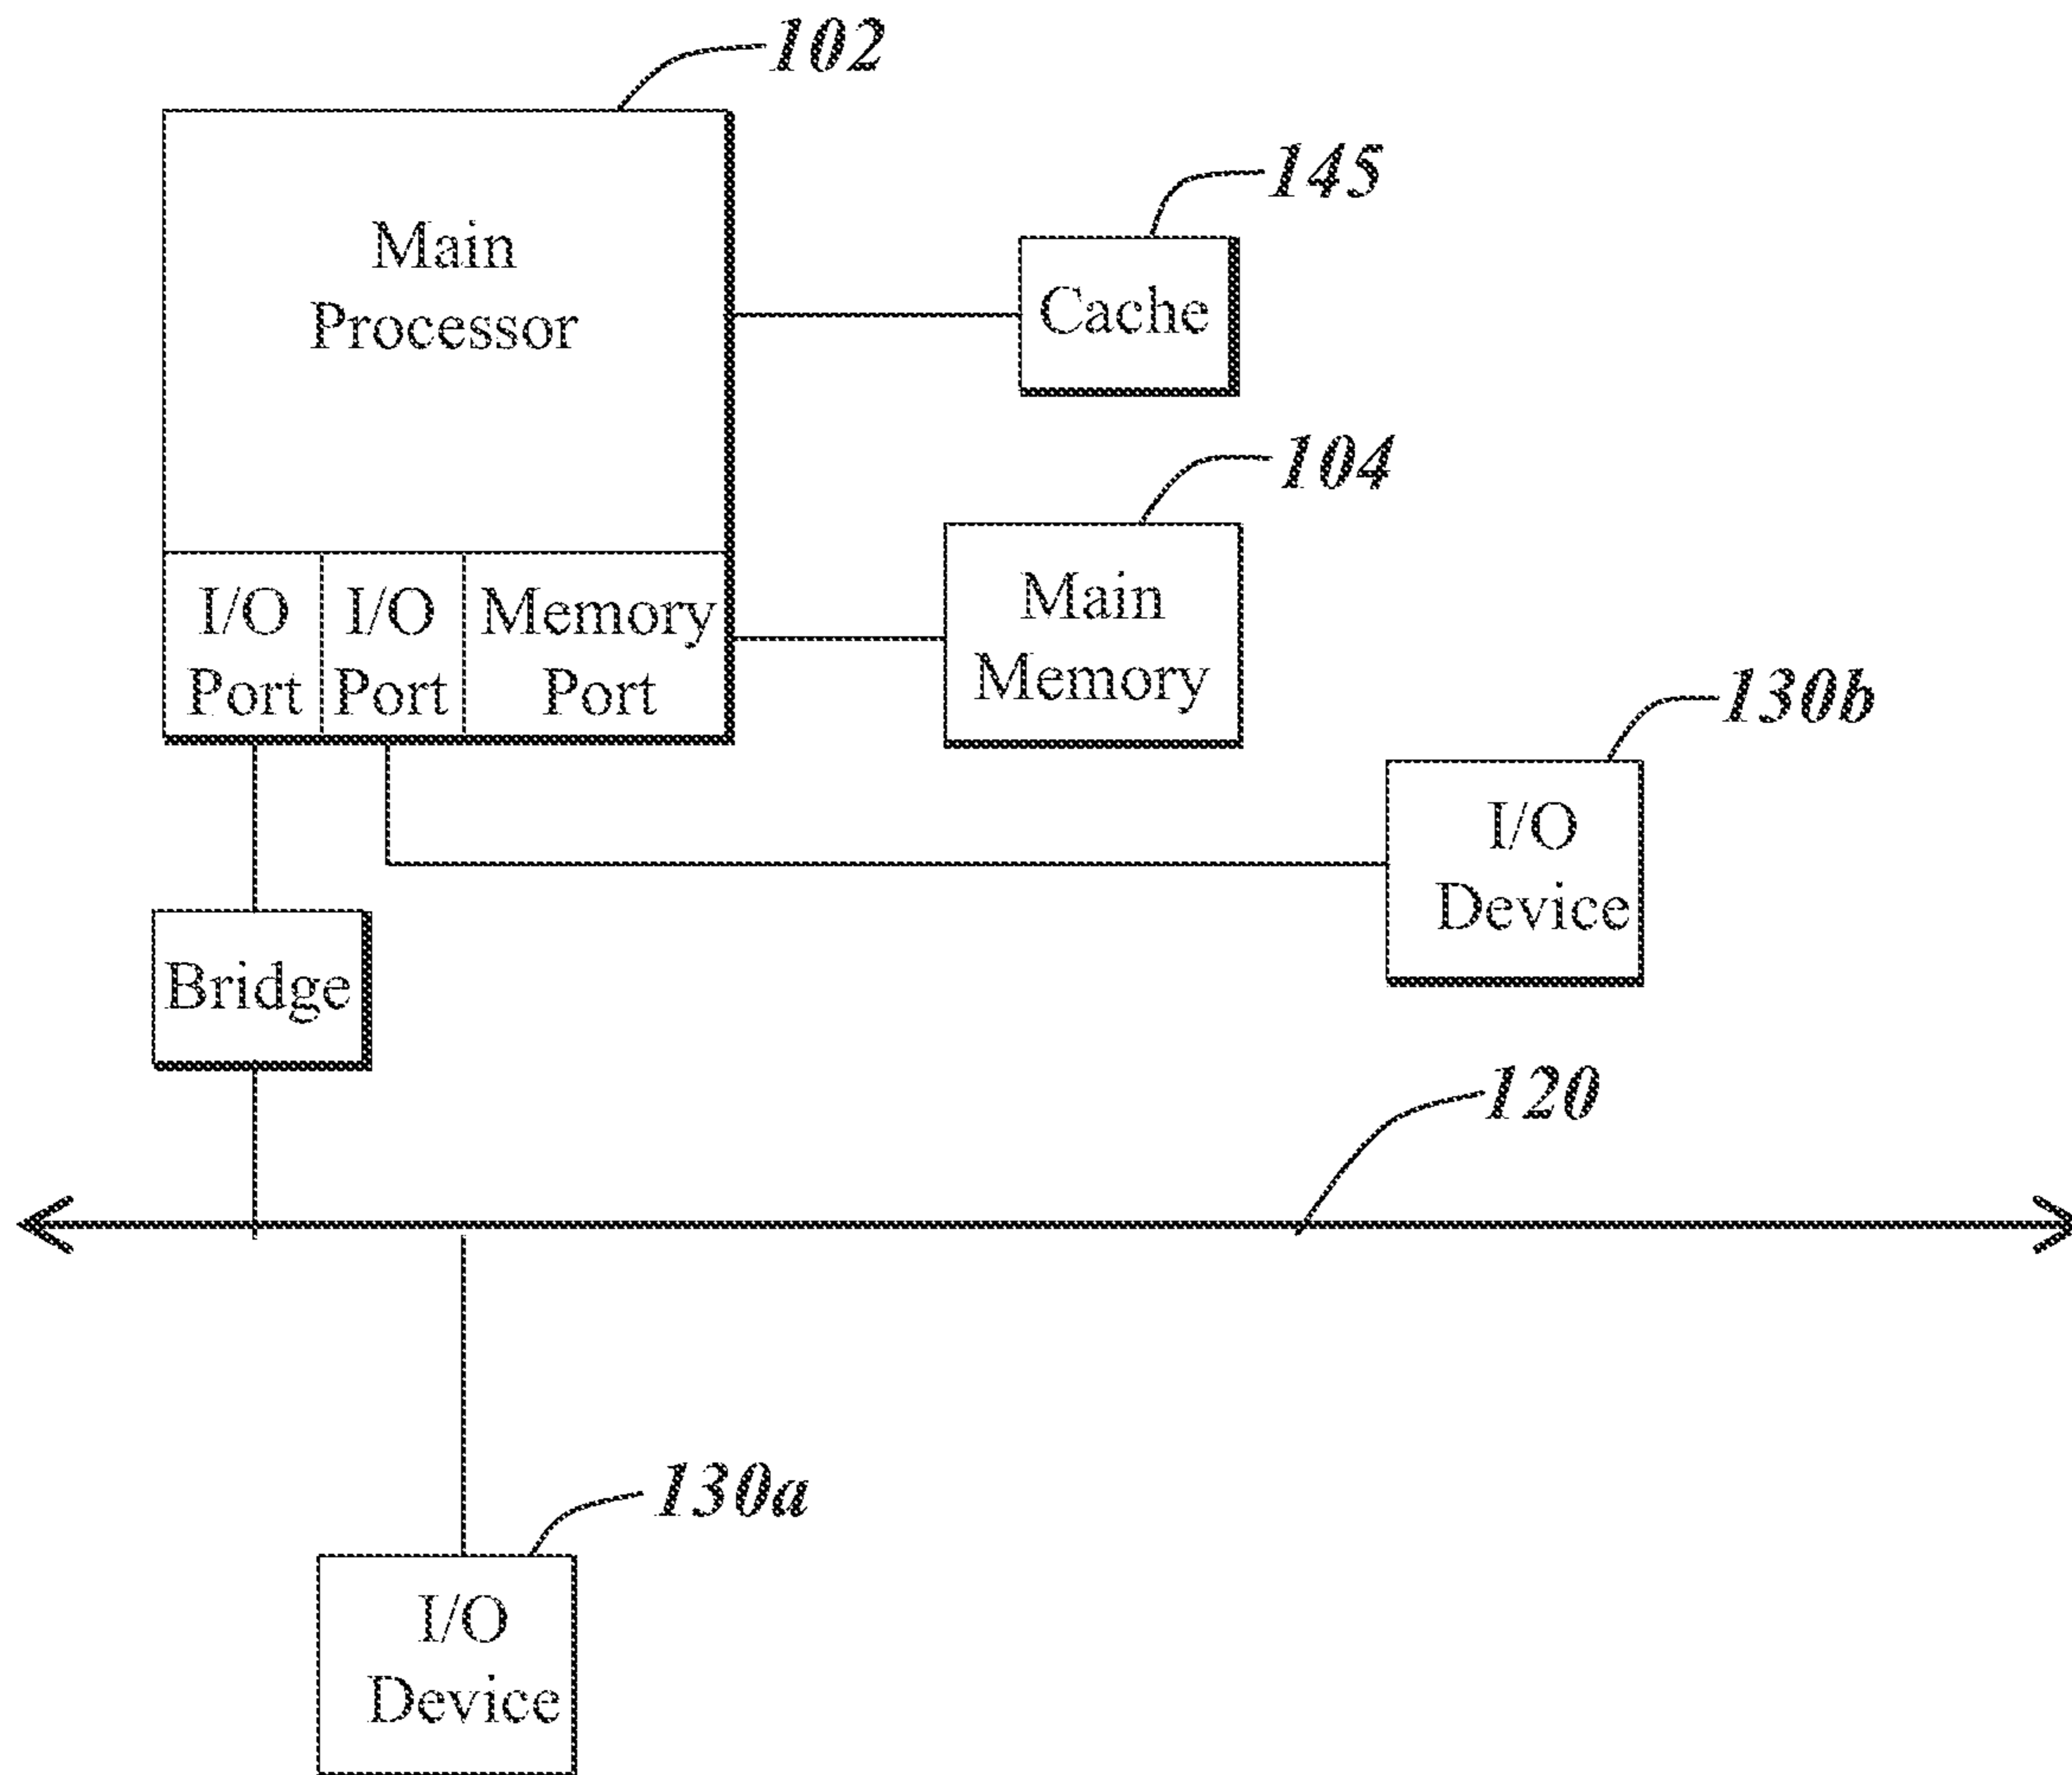 102
145
Main
Processor
Cache
104
I/O
Port
I/O
Port
Memory
Port
Main
Memory
130b
I/O
Device
Bridge
120
130a
I/O
Device